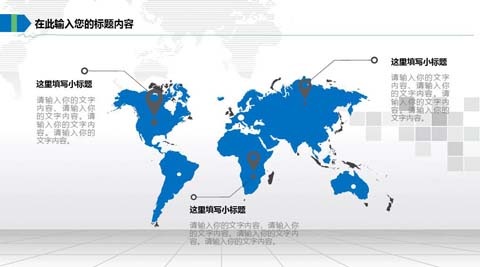 在此输入您的标题内容
这里填写小标题
请输入你的文字
内容、请输入你
的文字内容。请
输入你的文字内
容。请输入你的
文字内容。
这里填写小标题
请输入你的文
字内容、请输
入你的文字内
容。请输入你
的文字内容。
请输入你的文
字内容。
这里填写小标题
请输入你的文字内容、请输入你
的文字内容。请输入你的文字内
容。请输入你的文字内容。